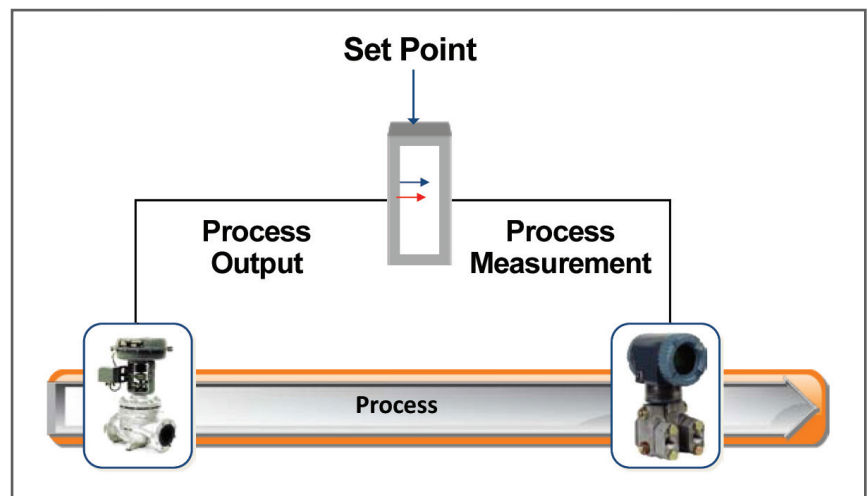 Set Point
Process
Output
Process
Measurement
Process